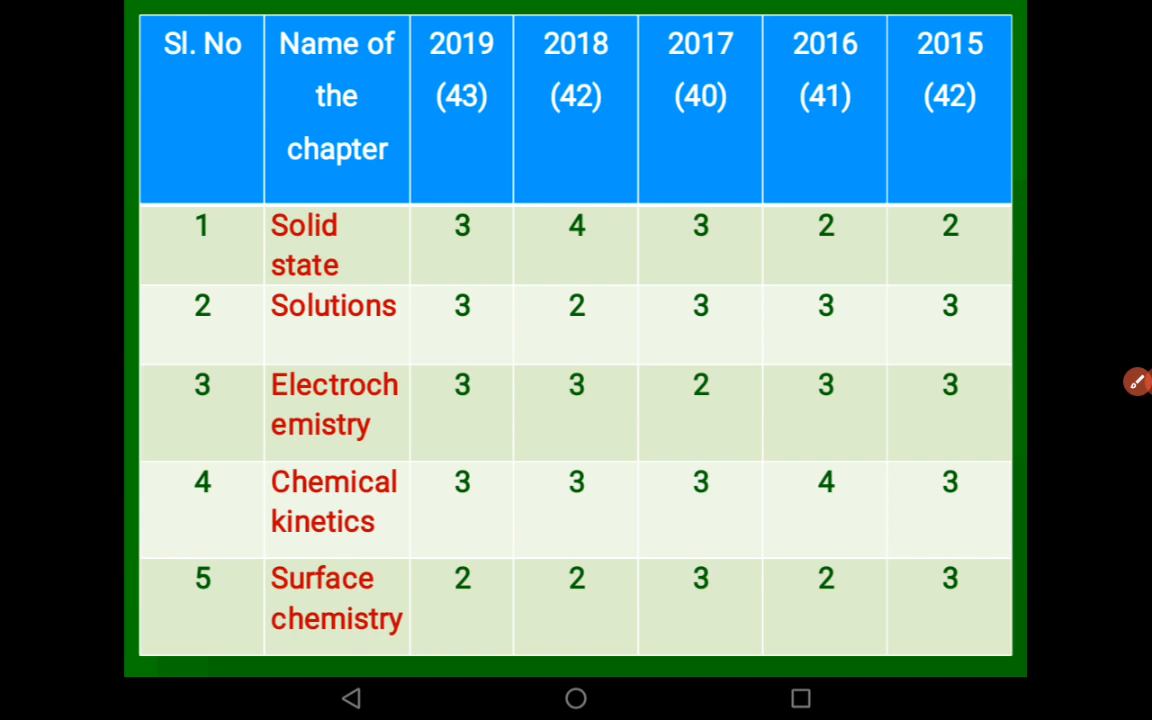 Sl. No Name of the chapter 2019 (43) 2018 (42) 2017 (40) 2016 (41) 2015 (42)
1 Solid state 3 4 3 2 2
2 Solutions 3 2 3 3 3
3 Electrochemistry 3 3 2 3 3
4 Chemical kinetics 3 3 3 4 3
5 Surface chemistry 2 2 3 2 3